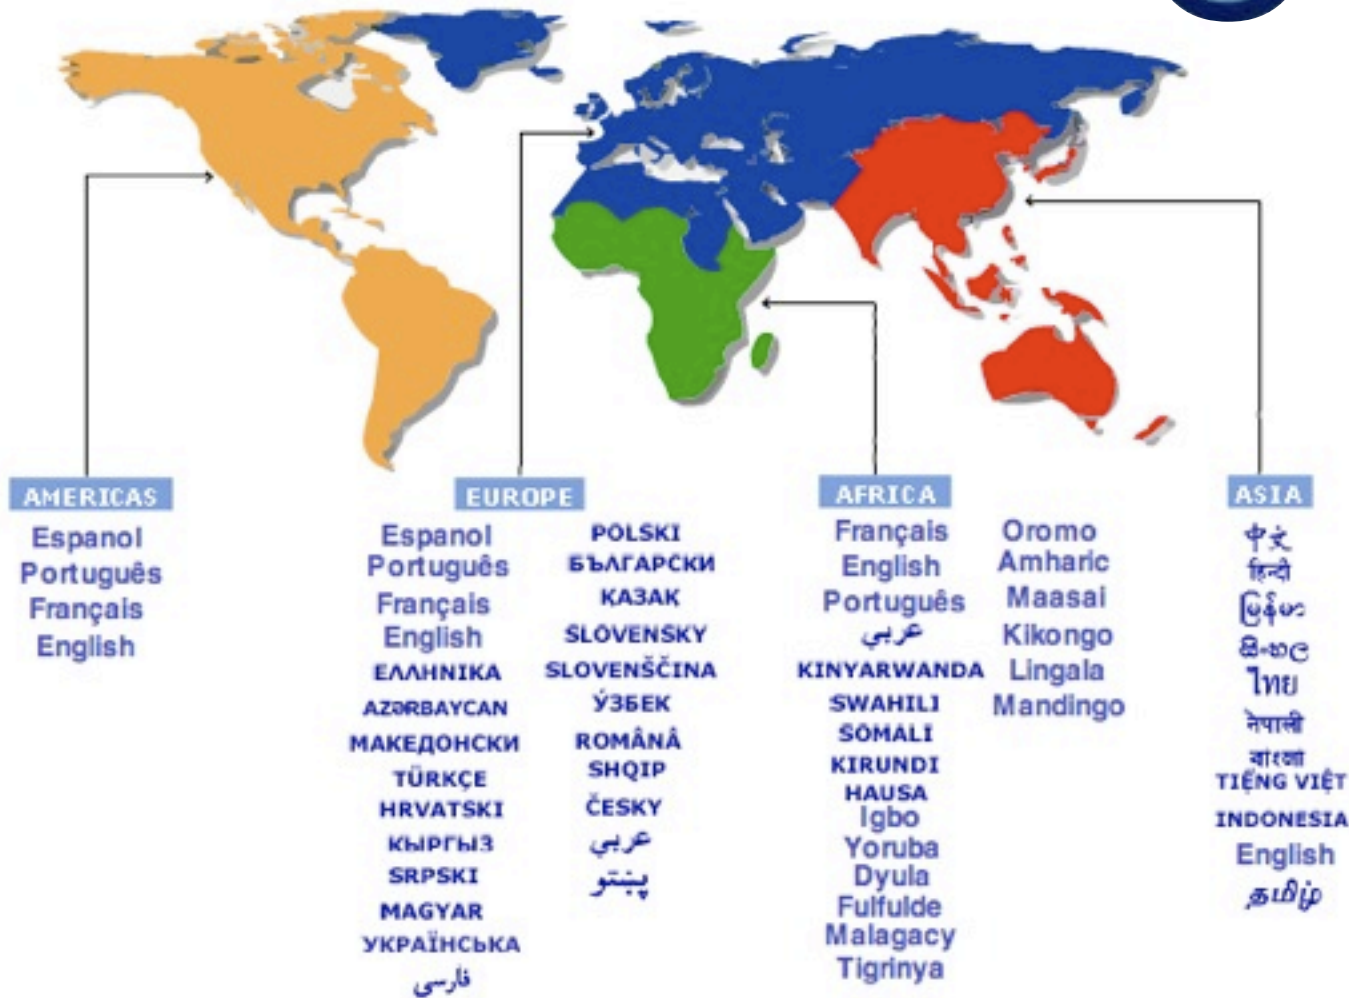 AMERICAS
Espanol
Português
Français
English
EUROPE
Espanol
Português
Français
English
ΕΛΛΗΝΙΚΑ
AZəRBAYCAN
МАКЕДОНСКИ
TÜRKÇE
HRVATSKI
КЫРГЫЗ
SRPSKI
MAGYAR
УКРАЇНСЬКА
فارسی
POLSKI
БЪЛГАРСКИ
ҚАЗАҚ
SLOVENSKY
SLOVENŠČINA
ЎЗБЕК
ROMÂNÂ
SHQIP
ČESKY
عربي
پښتو
AFRICA
Français
English
Português
عربي
KINYARWANDA
SWAHILI
SOMALI
KIRUNDI
HAUSA
Igbo
Yoruba
Dyula
Fulfulde
Malagacy
Tigrinya
Oromo
Amharic
Maasai
Kikongo
Lingala
Mandingo
ASIA
中文
हिन्दी
မြန်မာ
සිංහල
ไทย
नेपाली
বাংলা
TIẾNG VIỆT
INDONESIA
English
தமிழ்